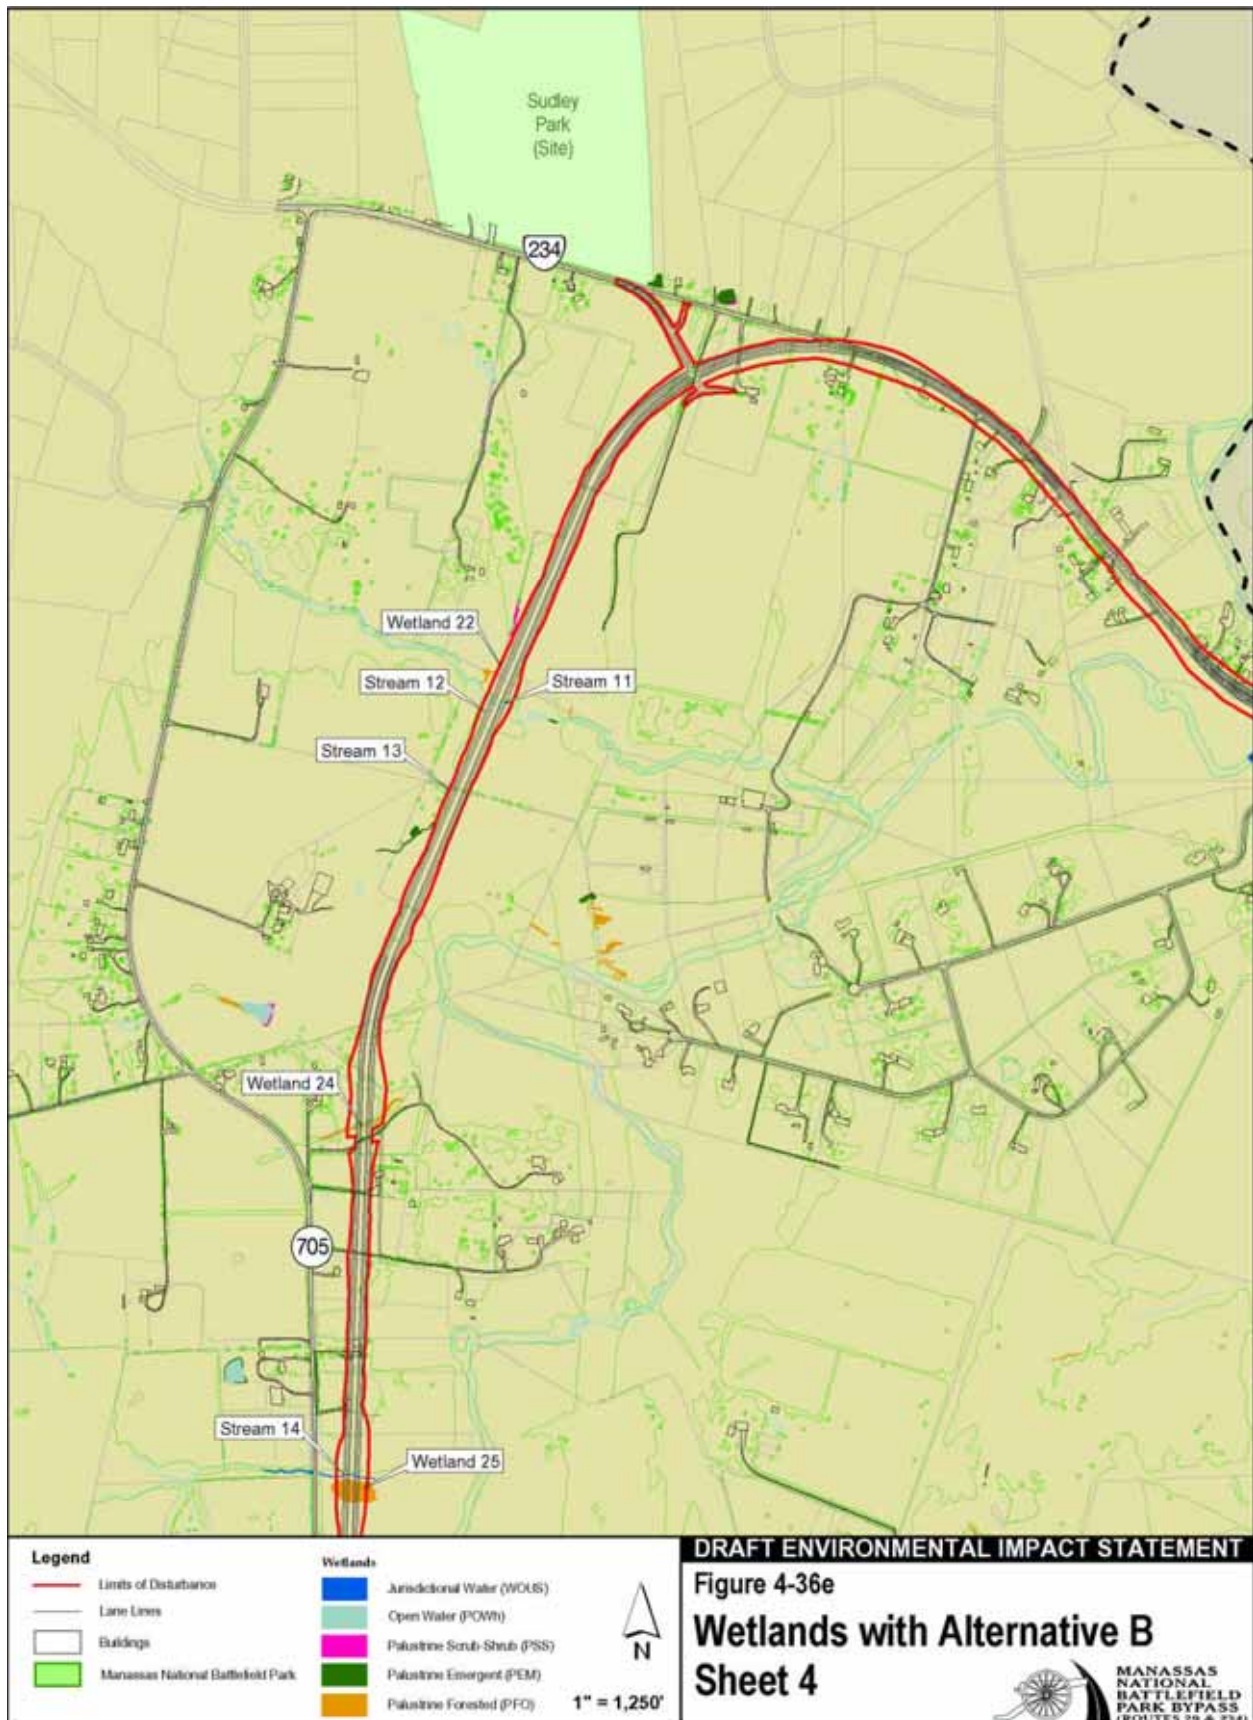 Sudley
Park
(Site)
234
Wetland 22
Stream 12
Stream 11
Stream 13
Wetland 24
705
Stream 14
Wetland 25
Legend
Limits of Disturbance
Lane Lines
Buildings
Manassas National Battlefield Park
Wetlands
Jurisdictional Water (WOUS)
Open Water (POWh)
Palustrine Scrub-Shrub (PSS)
Palustrine Emergent (PEM)
Palustrine Forested (PFO)
N
1" = 1,250'
DRAFT ENVIRONMENTAL IMPACT STATEMENT
Figure 4-36e
Wetlands with Alternative B
Sheet 4
MANASSAS
NATIONAL
BATTLEFIELD
PARK BYPASS
(ROUTES 29 & 234)